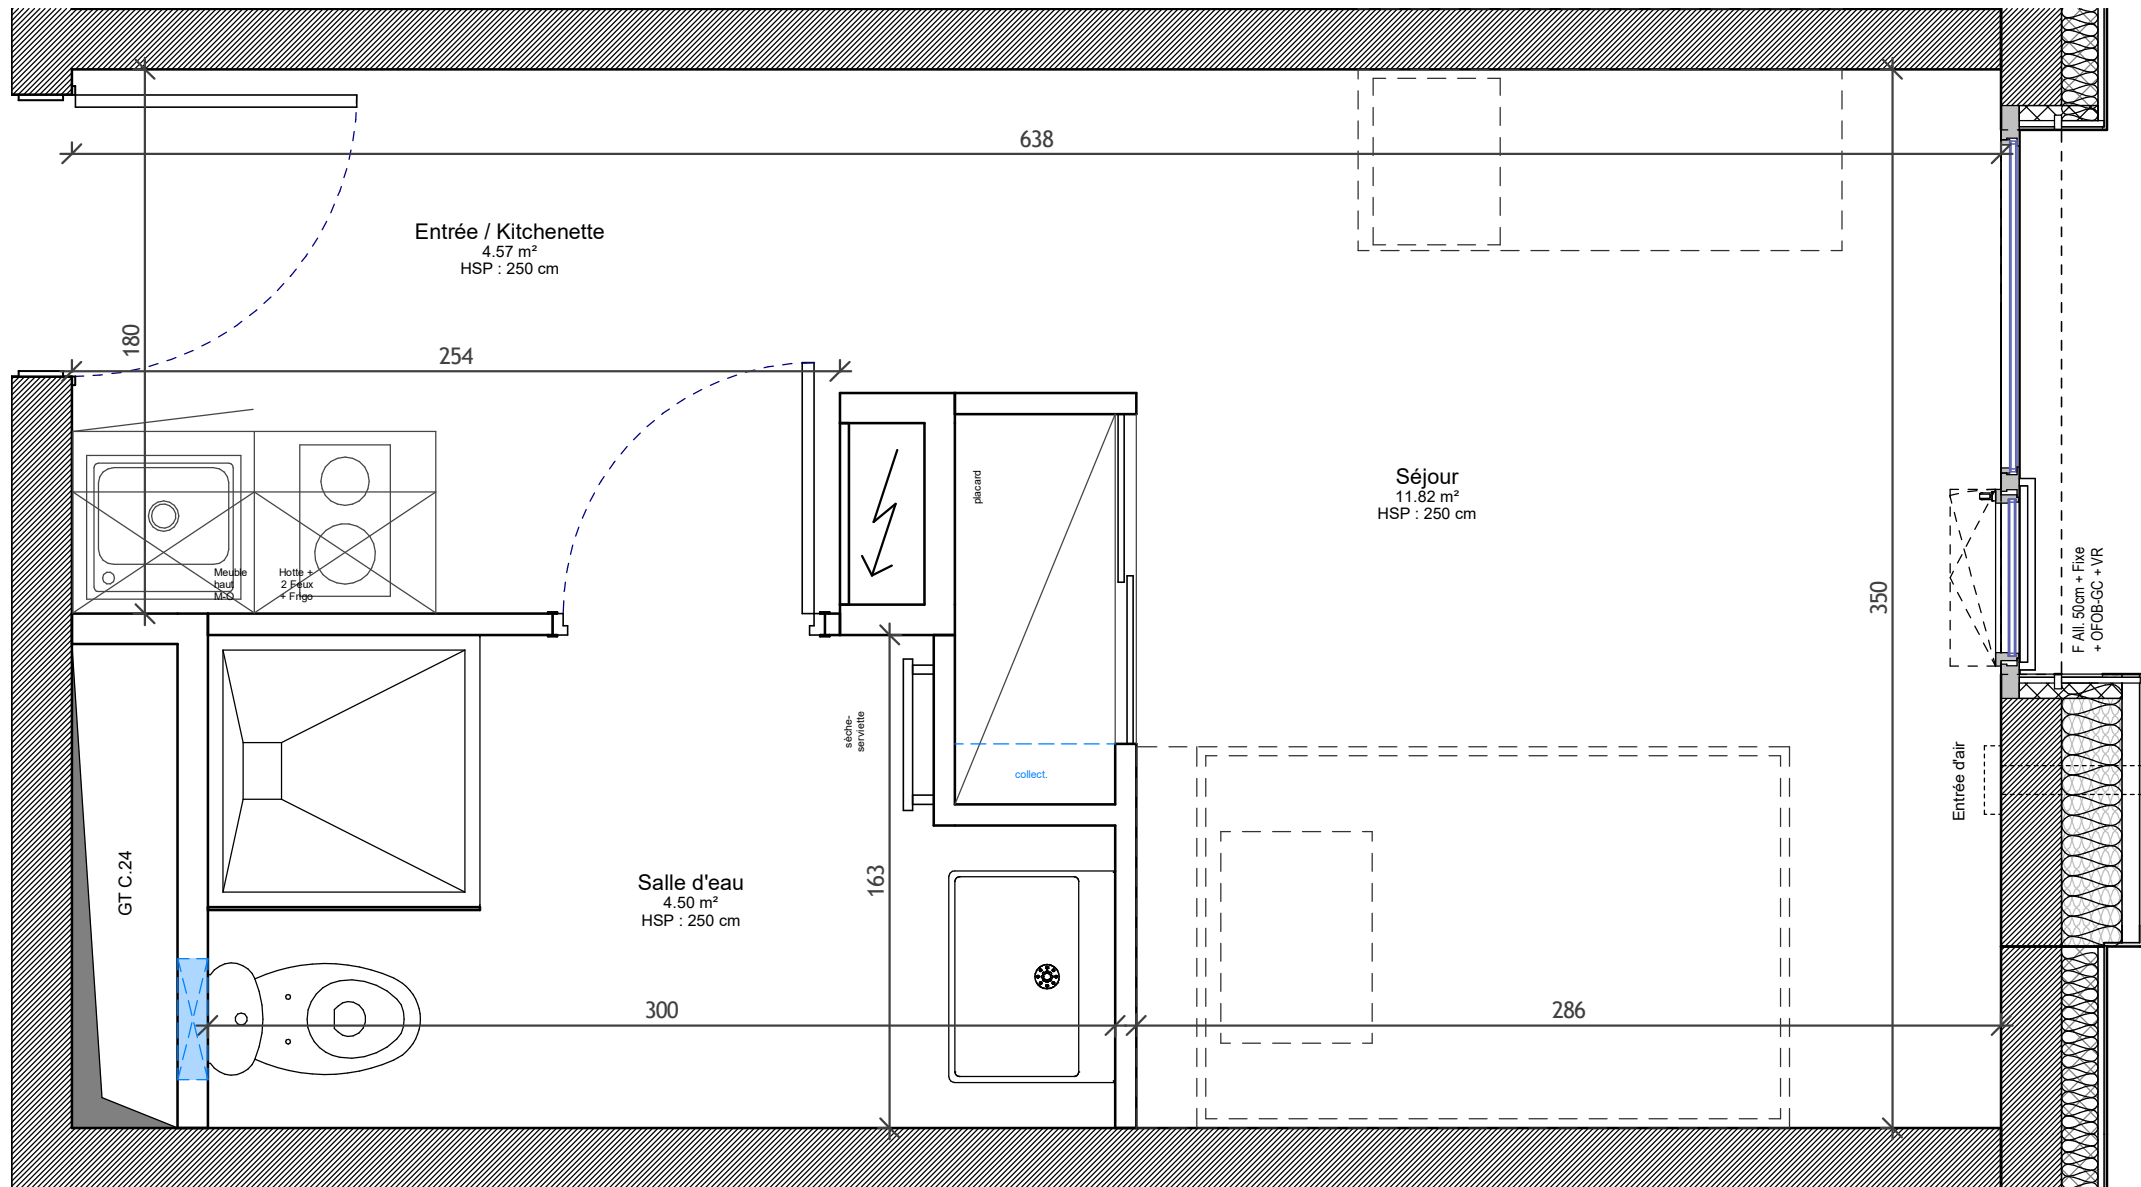 638
Entrée / Kitchenette
4.57 m²
HSP : 250 cm
180
254
Séjour
11.82 m²
HSP : 250 cm
placard
Meuble
haut
M-O
Hotte +
2 Feux
+ Frigo
350
F All. 50cm + Fixe
+ OFOB-GC + VR
sèche-
serviette
collect.
Entrée d'air
GT C.24
Salle d'eau
4.50 m²
HSP : 250 cm
163
300
286